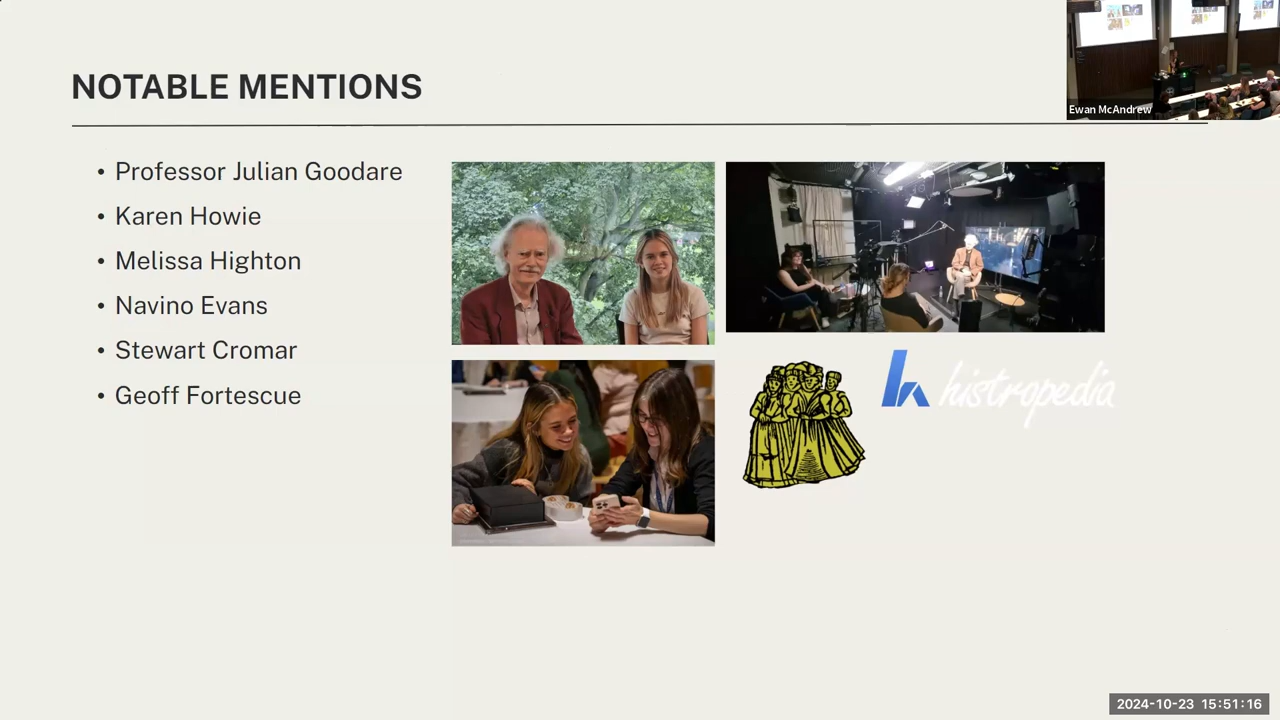 NOTABLE MENTIONS
Ewan McAndrew
• Professor Julian Goodare
• Karen Howie
• Melissa Highton
• Navino Evans
• Stewart Cromar
• Geoff Fortescue
histropedia
2024-10-23 15:51:16